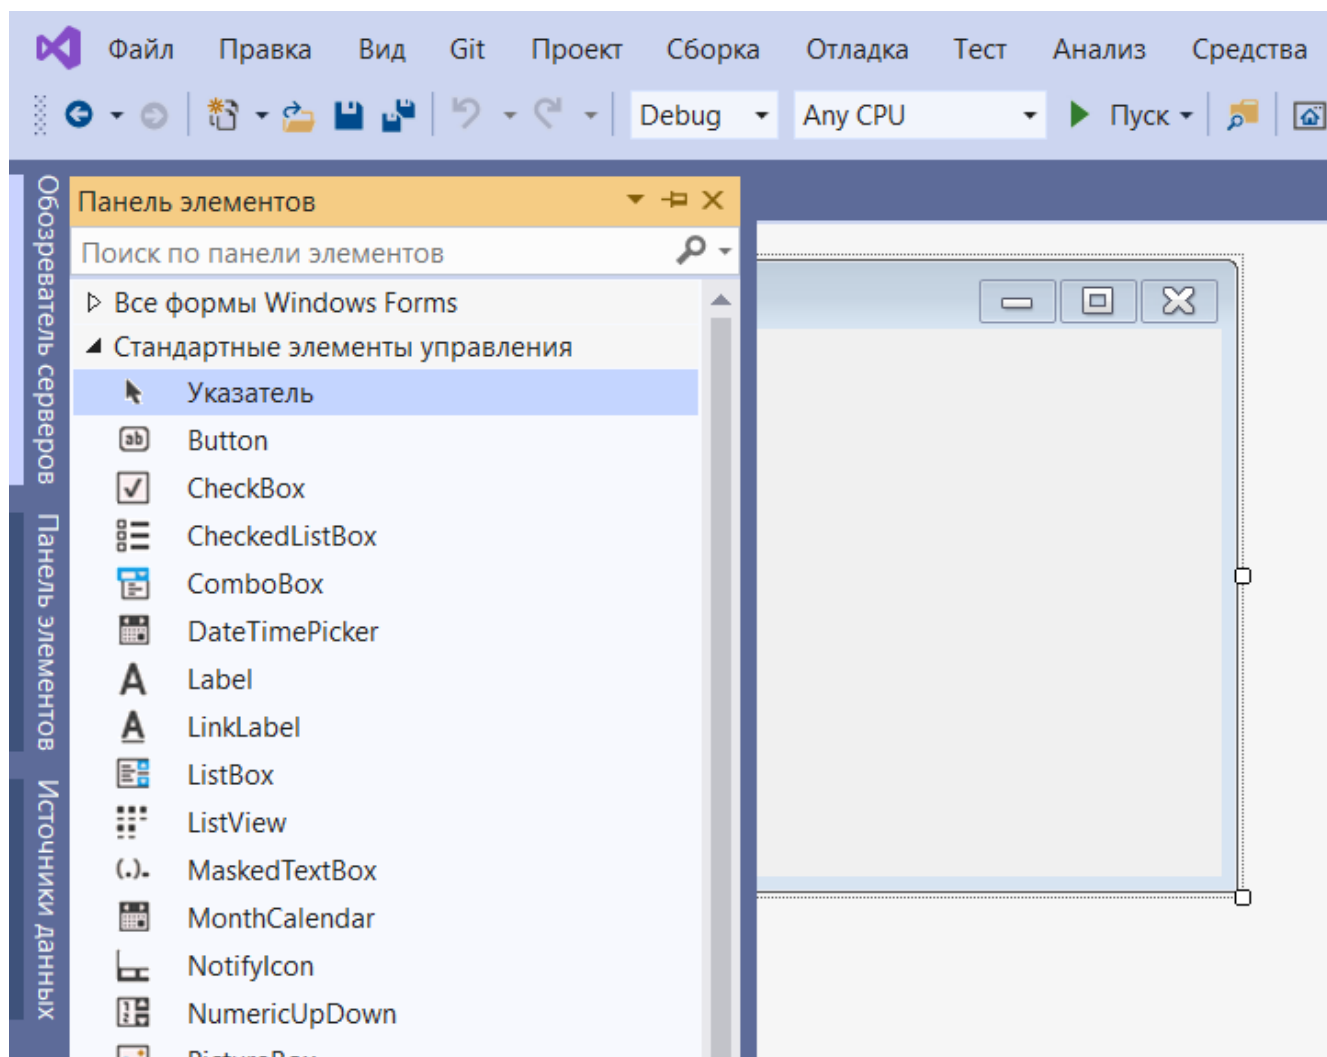 Файл Правка Вид Git Проект Сборка Отладка Тест Анализ Средства
Debug Any CPU Пуск
Обозреватель серверов
Панель элементов
Источники данных
Панель элементов
Поиск по панели элементов
Все формы Windows Forms
Стандартные элементы управления
Указатель
Button
CheckBox
CheckedListBox
ComboBox
DateTimePicker
Label
LinkLabel
ListBox
ListView
MaskedTextBox
MonthCalendar
NotifyIcon
NumericUpDown
PictureBox